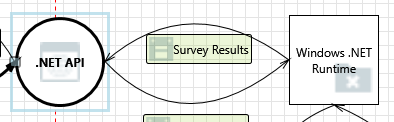 .NET API
Survey Results
Windows .NET
Runtime